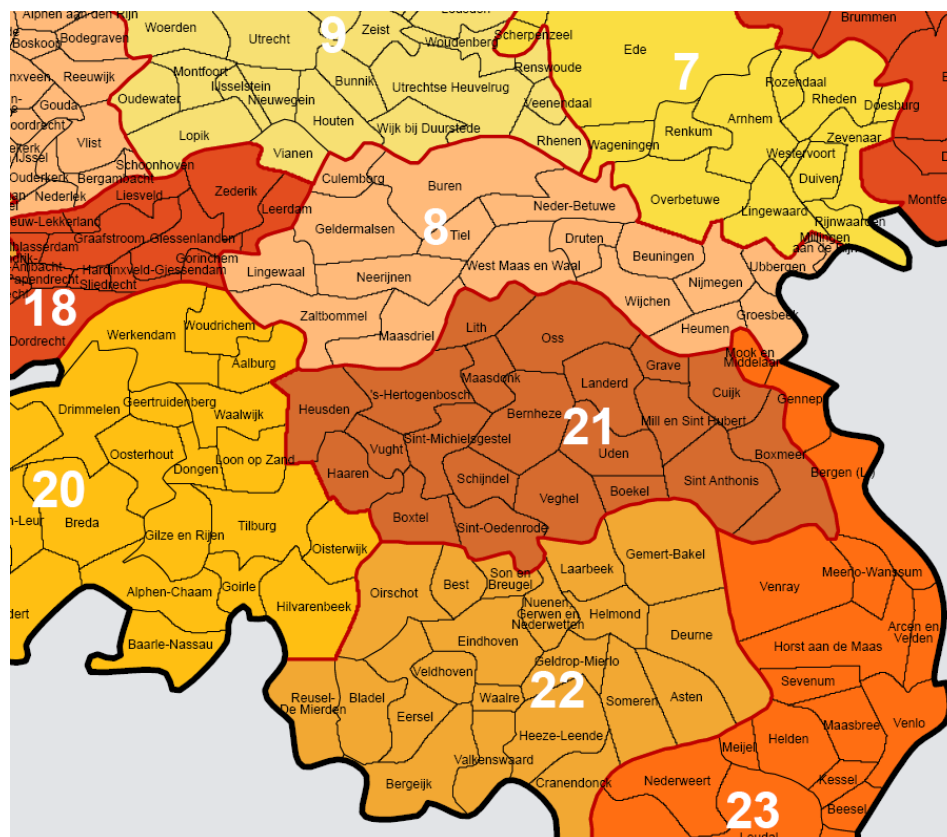 Alphen aan den Rijn
Woerden
Zeist
Brummen
Boskoop
Bodegraven
Utrecht
9
Woudenberg
Scherpenzeel
Ede
7
Reeuwijk
Montfoort
IJsselstein
Bunnik
Utrechtse Heuvelrug
Renswoude
Rozendaal
Rheden
Doesburg
Gouda
Oudewater
Nieuwegein
Veenendaal
Arnhem
Houten
Wijk bij Duurstede
Renkum
Zevenaar
Vlist
Lopik
Vianen
Rhenen
Wageningen
Westervoort
Schoonhoven
Duiven
Ouderkerk
Bergambacht
Culemborg
Buren
Nederlek
Liesveld
Zederik
Leerdam
Neder-Betuwe
Overbetuwe
Lingewaard
Rijnwaarden
Graafstroom
Giessenlanden
Geldermalsen
8
Tiel
Druten
Beuningen
Gorinchem
Hardinxveld-Giessendam
Papendrecht
Sliedrecht
Lingewaal
Neerijnen
West Maas en Waal
Ubbergen
Nijmegen
18
Wijchen
Groesbeek
Zaltbommel
Heumen
Dordrecht
Werkendam
Woudrichem
Maasdriel
Lith
Oss
Aalburg
Grave
Mook en
Middelaar
Maasdonk
Landerd
Cuijk
Gennep
Drimmelen
Geertruidenberg
Waalwijk
Heusden
's-Hertogenbosch
Bernheze
21
Mill en Sint Hubert
Oosterhout
Dongen
Loon op Zand
Vught
Sint-Michielsgestel
Uden
Boxmeer
20
Haaren
Schijndel
Sint Anthonis
Bergen (L.)
Breda
Boxtel
Veghel
Boekel
Tilburg
Sint-Oedenrode
Gilze en Rijen
Oisterwijk
Gemert-Bakel
Laarbeek
Son en
Breugel
Best
Oirschot
Venray
Meerlo-Wanssum
Alphen-Chaam
Goirle
Hilvarenbeek
Nuenen,
Gerwen en
Nederwetten
Helmond
Deurne
Arcen en
Velden
Baarle-Nassau
Eindhoven
Horst aan de Maas
Geldrop-Mierlo
Veldhoven
22
Sevenum
Reusel-
De Mierden
Bladel
Waalre
Someren
Asten
Eersel
Heeze-Leende
Maasbree
Venlo
Helden
Meijel
Valkenswaard
Bergeijk
Cranendonck
Nederweert
Kessel
23
Beesel